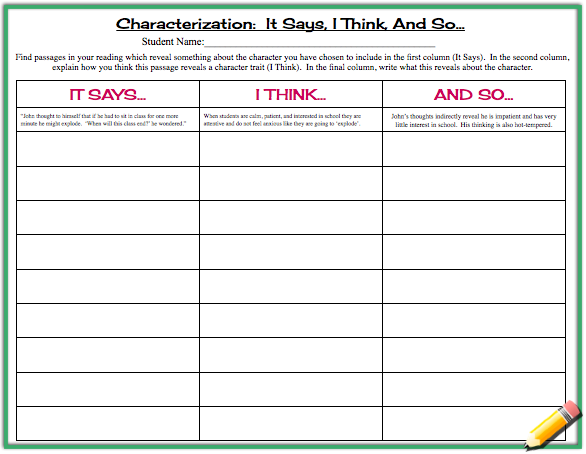 Characterization:  It Says, I Think, And So...
Student Name:
Find passages in your reading which reveal something about the character you have chosen to include in the first column (It Says).  In the second column,
explain how you think this passage reveals a character trait (I Think).  In the final column, write what this reveals about the character.
IT SAYS...
I THINK...
AND SO...
"John thought to himself that if he had to sit in class for one more
minute he might explode.  "When will this class end?' he wondered."
When students are calm, patient, and interested in school they are
attentive and do not feel anxious like they are going to 'explode'.
John's thoughts indirectly reveal he is impatient and has very
little interest in school.  His thinking is also hot-tempered.